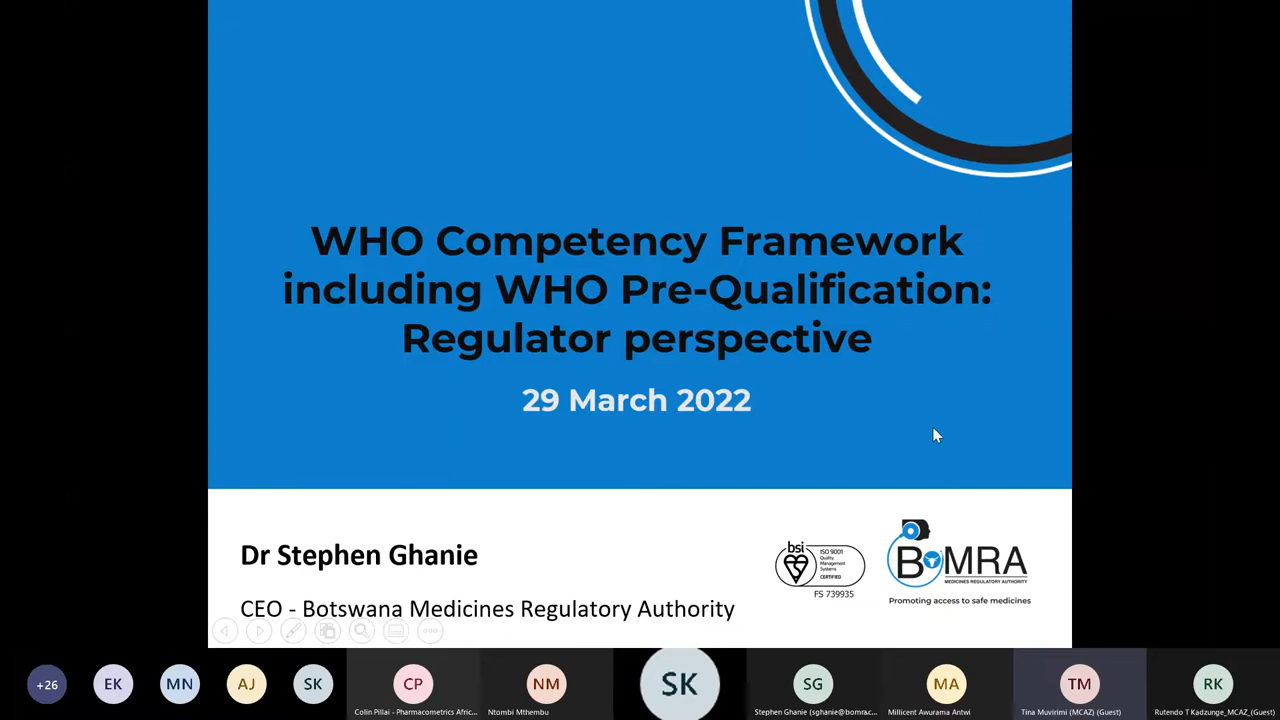 WHO Competency Framework
including WHO Pre-Qualification:
Regulator perspective
29 March 2022
Dr Stephen Ghanie
CEO - Botswana Medicines Regulatory Authority
bsi
ISO 9001
Quality
Management
Systems
CERTIFIED
FS 739935
BOMRA
MEDICINES REGULATORY AUTHORITY
Promoting access to safe medicines
+26
EK
MN
AJ
SK
CP
NM
SK
SG
MA
TM
RK
Colin Pillai - Pharmacometrics Afric...
Ntombi Mthembu
Stephen Ghanie (sghanie@bomra.c...
Millicent Awurama Antwi
Tina Muvirimi (MCAZ) (Guest)
Rutendo T Kadzunge_MCAZ_(Guest)